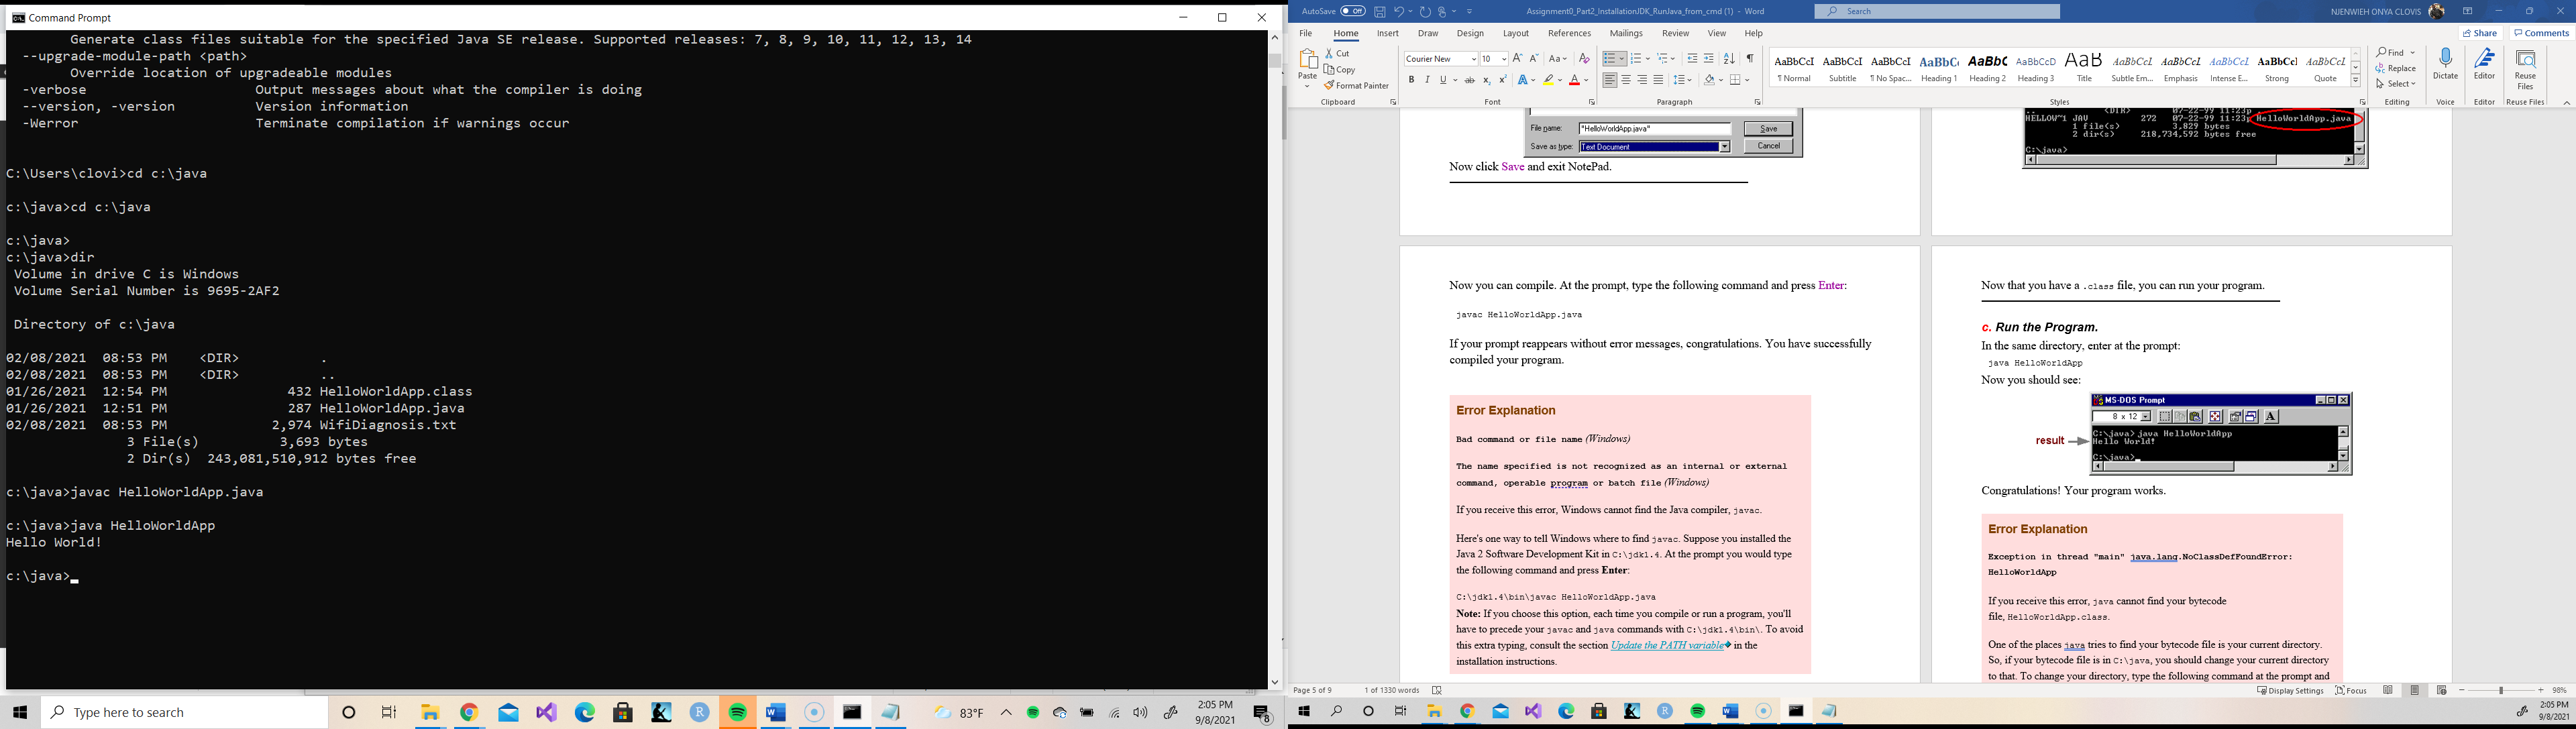 Command Prompt
Generate class files suitable for the specified Java SE release. Supported releases: 7, 8, 9, 10, 11, 12, 13, 14
--upgrade-module-path <path>
Override location of upgradeable modules
-verbose Output messages about what the compiler is doing
--version, -version Version information
-Werror Terminate compilation if warnings occur
C:\Users\clovi>cd c:\java
c:\java>cd c:\java
c:\java>
c:\java>dir
Volume in drive C is Windows
Volume Serial Number is 9695-2AF2
Directory of c:\java
02/08/2021 08:53 PM <DIR> .
02/08/2021 08:53 PM <DIR> ..
01/26/2021 12:54 PM 432 HelloWorldApp.class
01/26/2021 12:51 PM 287 HelloWorldApp.java
02/08/2021 08:53 PM 2,974 WifiDiagnosis.txt
3 File(s) 3,693 bytes
2 Dir(s) 243,081,510,912 bytes free
c:\java>javac HelloWorldApp.java
c:\java>java HelloWorldApp
Hello World!
c:\java>
Type here to search
83°F
2:05 PM
9/8/2021
8
AutoSave Off
Assignment0_Part2_InstallationJDK_RunJava_from_cmd (1) - Word
Search
NJENWIEH ONYA CLOVIS
File Home Insert Draw Design Layout References Mailings Review View Help
Share Comments
Paste
Cut
Copy
Format Painter
Clipboard
Courier New 10
Font
Paragraph
AaBbCcI AaBbCcI AaBbCcI AaBbCc AaBbC AaBbCcD AaB AaBbCcL AaBbCcL AaBbCcL AaBbCc AaBbCcL
¶ Normal Subtitle ¶ No Spac... Heading 1 Heading 2 Heading 3 Title Subtle Em... Emphasis Intense E... Strong Quote
Styles
Find
Replace
Select
Editing
Dictate
Voice
Editor
Editor
Reuse Files
Reuse Files
File name: "HelloWorldApp.java" Save
Save as type: Text Document Cancel
Now click Save and exit NotePad.
.. <DIR> 07-22-99 11:23p ..
HELLOW~1 JAV 272 07-22-99 11:23p HelloWorldApp.java
1 file(s) 3,829 bytes
2 dir(s) 218,734,592 bytes free
C:\java>
Now you can compile. At the prompt, type the following command and press Enter:
javac HelloWorldApp.java
If your prompt reappears without error messages, congratulations. You have successfully
compiled your program.
Error Explanation
Bad command or file name (Windows)
The name specified is not recognized as an internal or external
command, operable program or batch file (Windows)
If you receive this error, Windows cannot find the Java compiler, javac.
Here's one way to tell Windows where to find javac. Suppose you installed the
Java 2 Software Development Kit in C:\jdk1.4. At the prompt you would type
the following command and press Enter:
C:\jdk1.4\bin\javac HelloWorldApp.java
Note: If you choose this option, each time you compile or run a program, you'll
have to precede your javac and java commands with C:\jdk1.4\bin\. To avoid
this extra typing, consult the section Update the PATH variable in the
installation instructions.
Now that you have a .class file, you can run your program.
c. Run the Program.
In the same directory, enter at the prompt:
java HelloWorldApp
Now you should see:
MS-DOS Prompt
8 x 12
A
result
C:\java> java HelloWorldApp
Hello World!
C:\java>
Congratulations! Your program works.
Error Explanation
Exception in thread "main" java.lang.NoClassDefFoundError:
HelloWorldApp
If you receive this error, java cannot find your bytecode
file, HelloWorldApp.class.
One of the places java tries to find your bytecode file is your current directory.
So, if your bytecode file is in C:\java, you should change your current directory
to that. To change your directory, type the following command at the prompt and
Page 5 of 9 1 of 1330 words
Display Settings Focus 98%
2:05 PM
9/8/2021